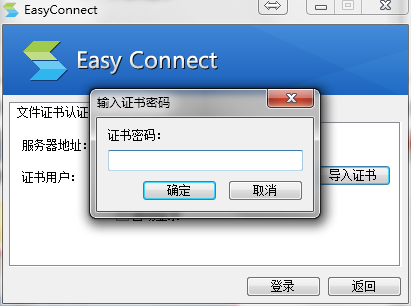 EasyConnect
Easy Connect
输入证书密码
文件证书认证
证书密码：
服务器地址：
证书用户：
导入证书
确定
取消
登录
返回